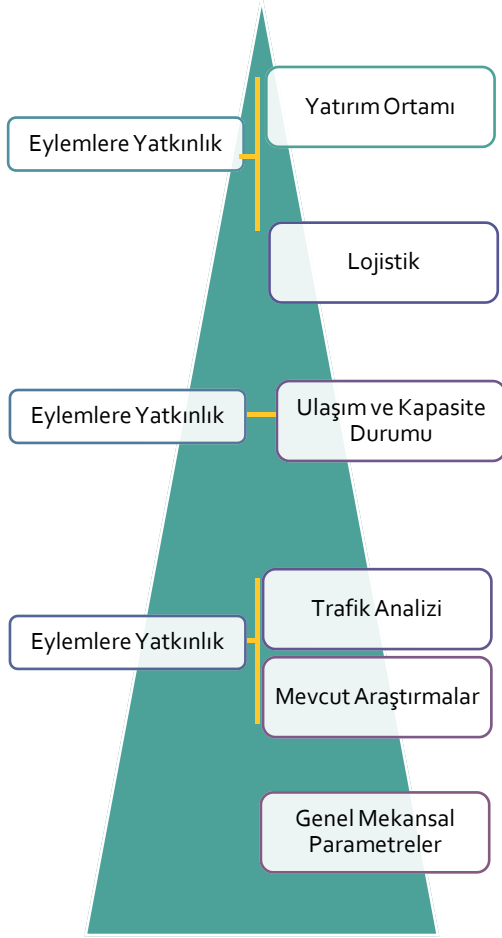 Yatırım Ortamı
Eylemlere Yatkınlık
Lojistik
Eylemlere Yatkınlık
Ulaşım ve Kapasite
Durumu
Trafik Analizi
Eylemlere Yatkınlık
Mevcut Araştırmalar
Genel Mekansal
Parametreler